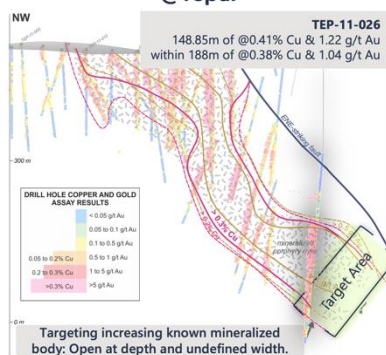 NW
TEP-11-026
148.85m of @0.41% Cu & 1.22 g/t Au
within 188m of @0.38% Cu & 1.04 g/t Au
ENE-striking fault
300 m
DRILL HOLE COPPER AND GOLD
ASSAY RESULTS
< 0.05 g/t Au
0.05 to 0.1 g/t Au
0.1 to 0.5 g/t Au
0.05 to 0.2% Cu 0.5 to 1 g/t Au
0.2 to 0.3% Cu 1 to 5 g/t Au
>0.3% Cu >5 g/t Au
> 0.3% Cu
mineralized
porphyry
Target Area
0 m
Targeting increasing known mineralized
body: Open at depth and undefined width.